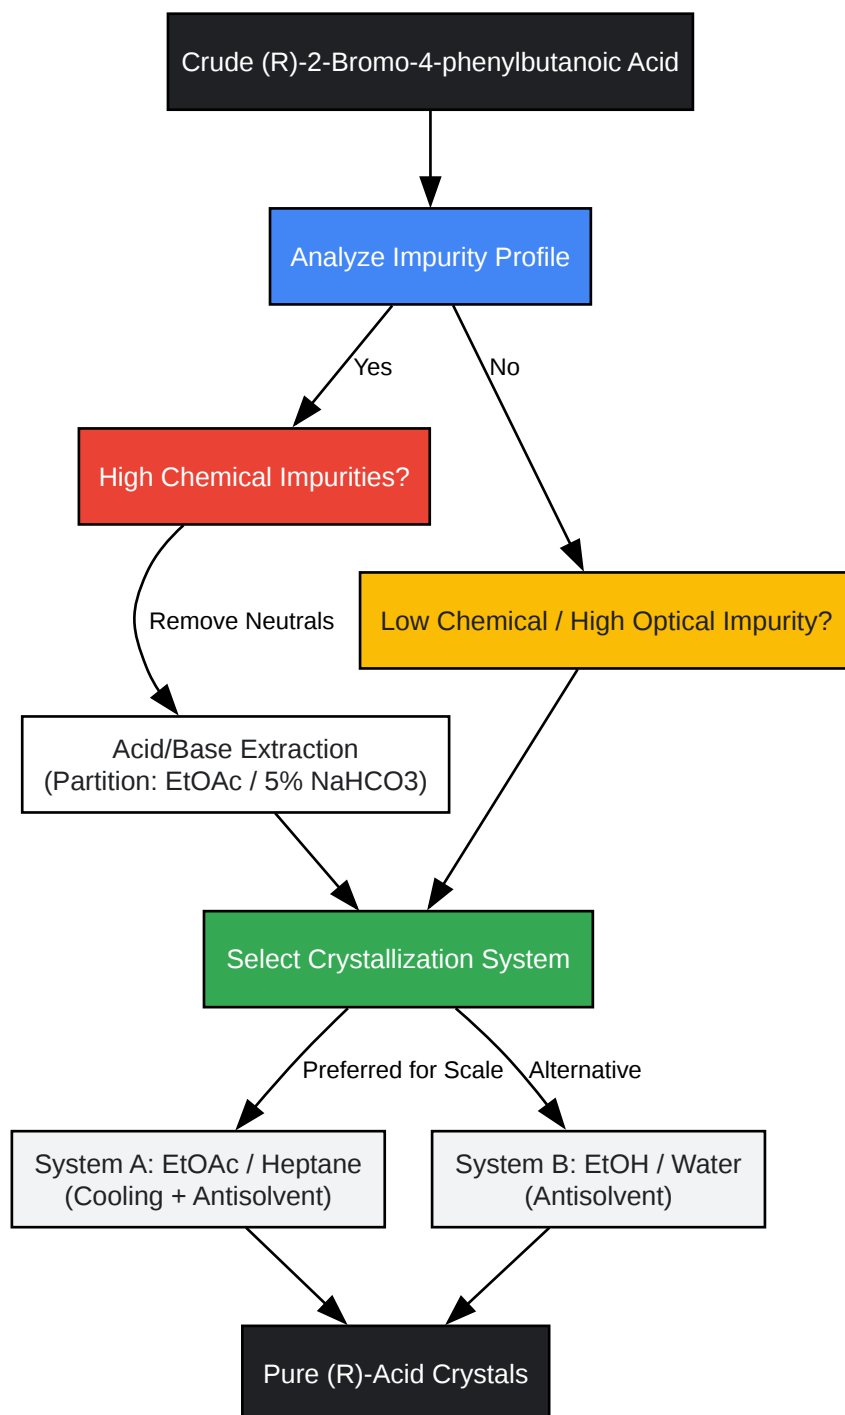 Crude (R)-2-Bromo-4-phenylbutanoic Acid
Analyze Impurity Profile
Yes
No
High Chemical Impurities?
Remove Neutrals
Low Chemical / High Optical Impurity?
Acid/Base Extraction
(Partition: EtOAc / 5% NaHCO3)
Select Crystallization System
Preferred for Scale
Alternative
System A: EtOAc / Heptane
(Cooling + Antisolvent)
System B: EtOH / Water
(Antisolvent)
Pure (R)-Acid Crystals